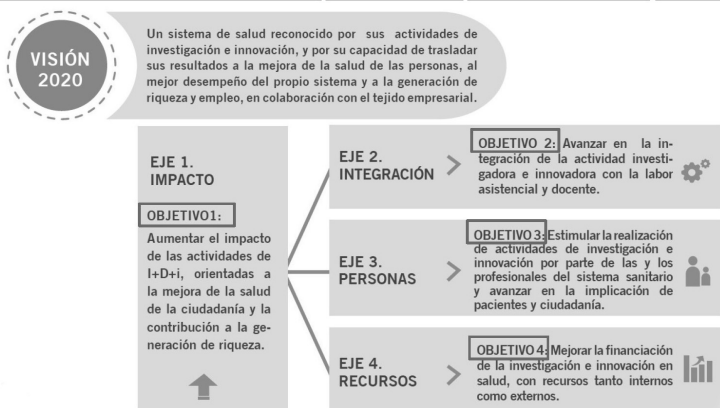 VISIÓN
2020
Un sistema de salud reconocido por sus actividades de
investigación e innovación, y por su capacidad de trasladar
sus resultados a la mejora de la salud de las personas, al
mejor desempeño del propio sistema y a la generación de
riqueza y empleo, en colaboración con el tejido empresarial.
EJE 1.
IMPACTO
OBJETIVO1:
Aumentar el impacto
de las actividades de
I+D+i, orientadas a
la mejora de la salud
de la ciudadanía y la
contribución a la ge-
neración de riqueza.
EJE 2.
INTEGRACIÓN
OBJETIVO 2: Avanzar en la in-
tegración de la actividad investi-
gadora e innovadora con la labor
asistencial y docente.
EJE 3.
PERSONAS
OBJETIVO 3: Estimular la realización
de actividades de investigación e
innovación por parte de las y los
profesionales del sistema sanitario
y avanzar en la implicación de
pacientes y ciudadanía.
EJE 4.
RECURSOS
OBJETIVO 4: Mejorar la financiación
de la investigación e innovación en
salud, con recursos tanto internos
como externos.